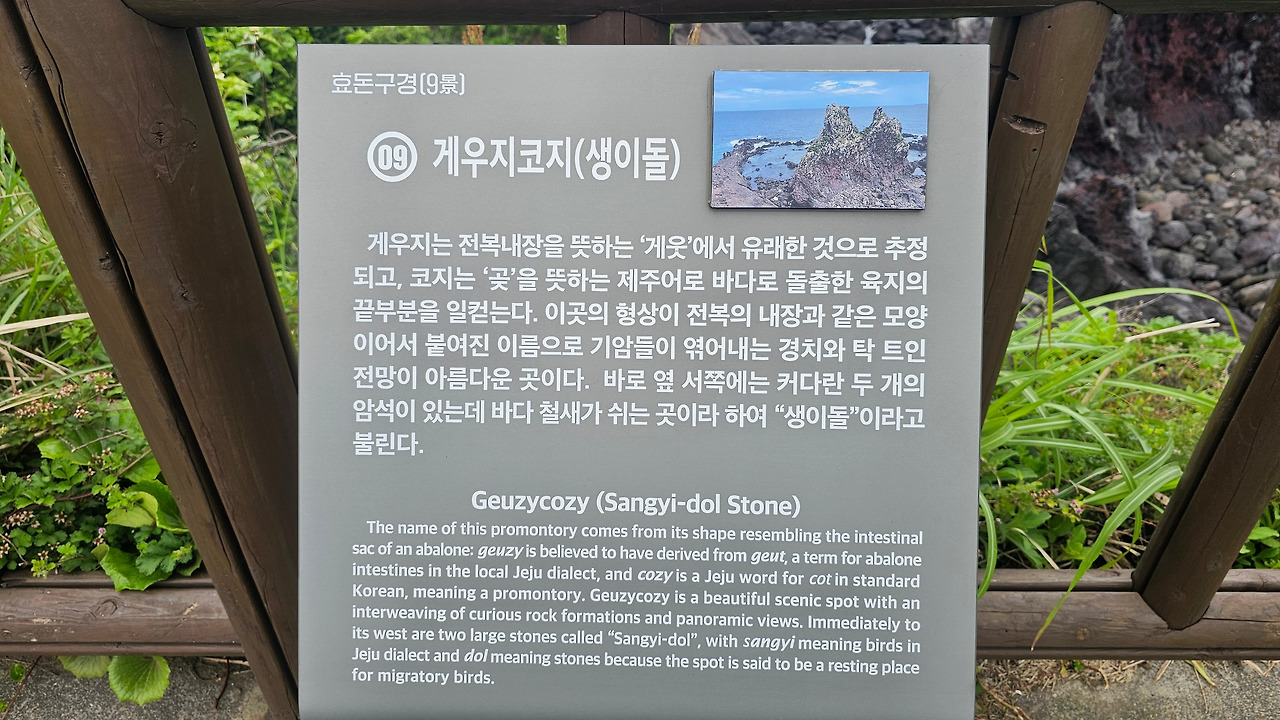 효돈구경(9景)
09 게우지코지(생이돌)
게우지는 전복내장을 뜻하는 ‘게웃’에서 유래한 것으로 추정
되고, 코지는 ‘곶’을 뜻하는 제주어로 바다로 돌출한 육지의
끝부분을 일컫는다. 이곳의 형상이 전복의 내장과 같은 모양
이어서 붙여진 이름으로 기암들이 엮어내는 경치와 탁 트인
전망이 아름다운 곳이다. 바로 옆 서쪽에는 커다란 두 개의
암석이 있는데 바다 철새가 쉬는 곳이라 하여 “생이돌”이라고
불린다.
Geuzycozy (Sangyi-dol Stone)
The name of this promontory comes from its shape resembling the intestinal
sac of an abalone: geuzy is believed to have derived from geut, a term for abalone
intestines in the local Jeju dialect, and cozy is a Jeju word for cot in standard
Korean, meaning a promontory. Geuzycozy is a beautiful scenic spot with an
interweaving of curious rock formations and panoramic views. Immediately to
its west are two large stones called “Sangyi-dol”, with sangyi meaning birds in
Jeju dialect and dol meaning stones because the spot is said to be a resting place
for migratory birds.